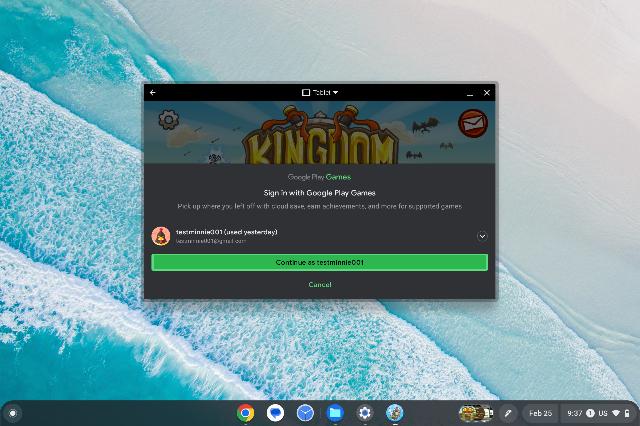 Tablet
KINGDOM
Google Play Games
Sign in with Google Play Games
Pick up where you left off with cloud save, earn achievements, and more for supported games
testminnie001 (used yesterday)
testminnie001@gmail.com
Continue as testminnie001
Cancel
Feb 25
9:37
1
US